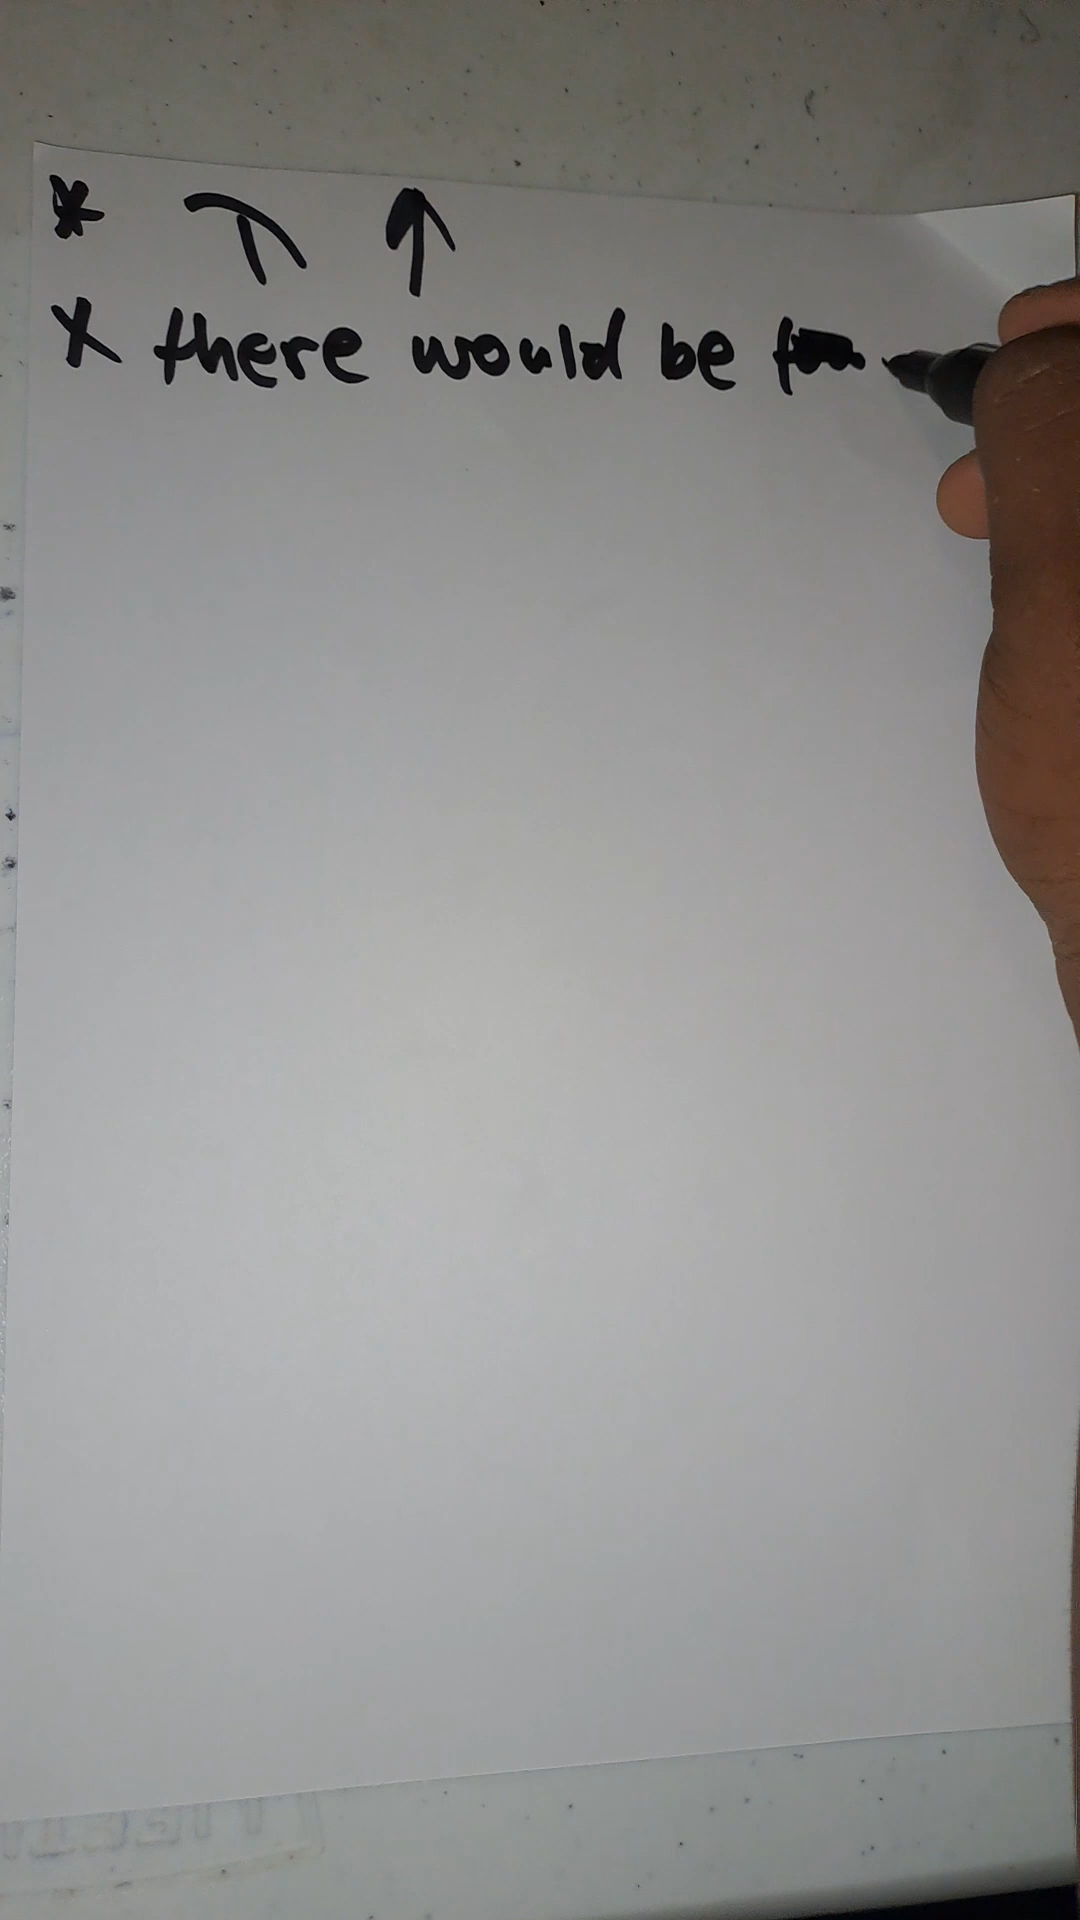 * ↑ ↑
x there would be